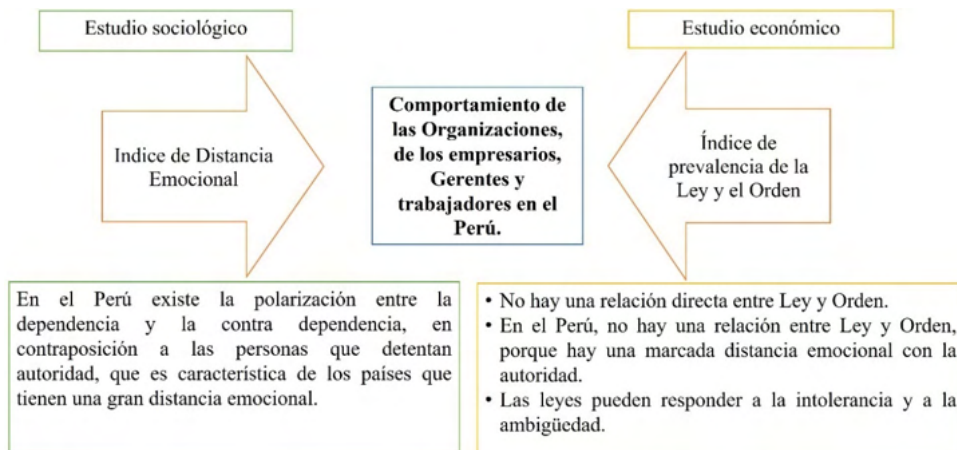 Estudio sociológico
Estudio económico
Indice de Distancia
Emocional
Comportamiento de
las Organizaciones,
de los empresarios,
Gerentes y
trabajadores en el
Perú.
Índice de
prevalencia de la
Ley y el Orden
En el Perú existe la polarización entre la
dependencia y la contra dependencia, en
contraposición a las personas que detentan
autoridad, que es característica de los países que
tienen una gran distancia emocional.
• No hay una relación directa entre Ley y Orden.
• En el Perú, no hay una relación entre Ley y Orden,
porque hay una marcada distancia emocional con la
autoridad.
• Las leyes pueden responder a la intolerancia y a la
ambigüedad.